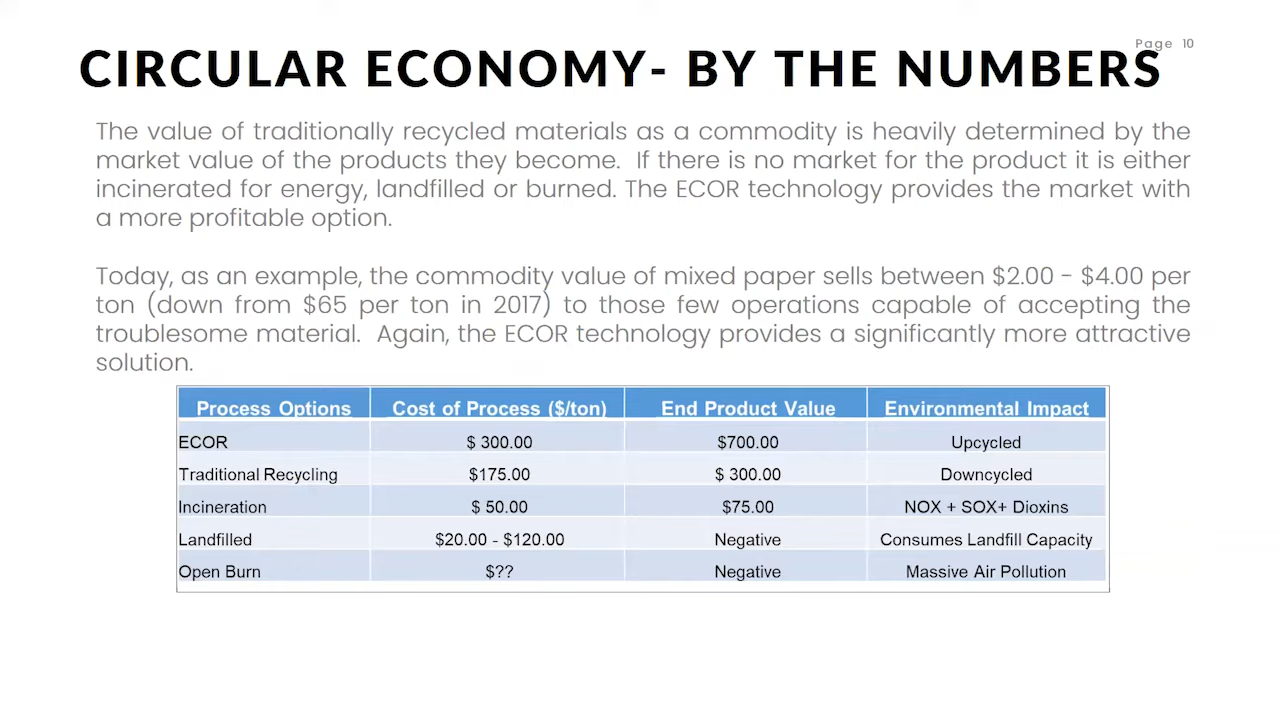 Page 10
CIRCULAR ECONOMY- BY THE NUMBERS
The value of traditionally recycled materials as a commodity is heavily determined by the
market value of the products they become. If there is no market for the product it is either
incinerated for energy, landfilled or burned. The ECOR technology provides the market with
a more profitable option.
Today, as an example, the commodity value of mixed paper sells between $2.00 - $4.00 per
ton (down from $65 per ton in 2017) to those few operations capable of accepting the
troublesome material. Again, the ECOR technology provides a significantly more attractive
solution.
Process Options Cost of Process ($/ton) End Product Value Environmental Impact
ECOR $ 300.00 $700.00 Upcycled
Traditional Recycling $175.00 $ 300.00 Downcycled
Incineration $ 50.00 $75.00 NOX + SOX+ Dioxins
Landfilled $20.00 - $120.00 Negative Consumes Landfill Capacity
Open Burn $?? Negative Massive Air Pollution